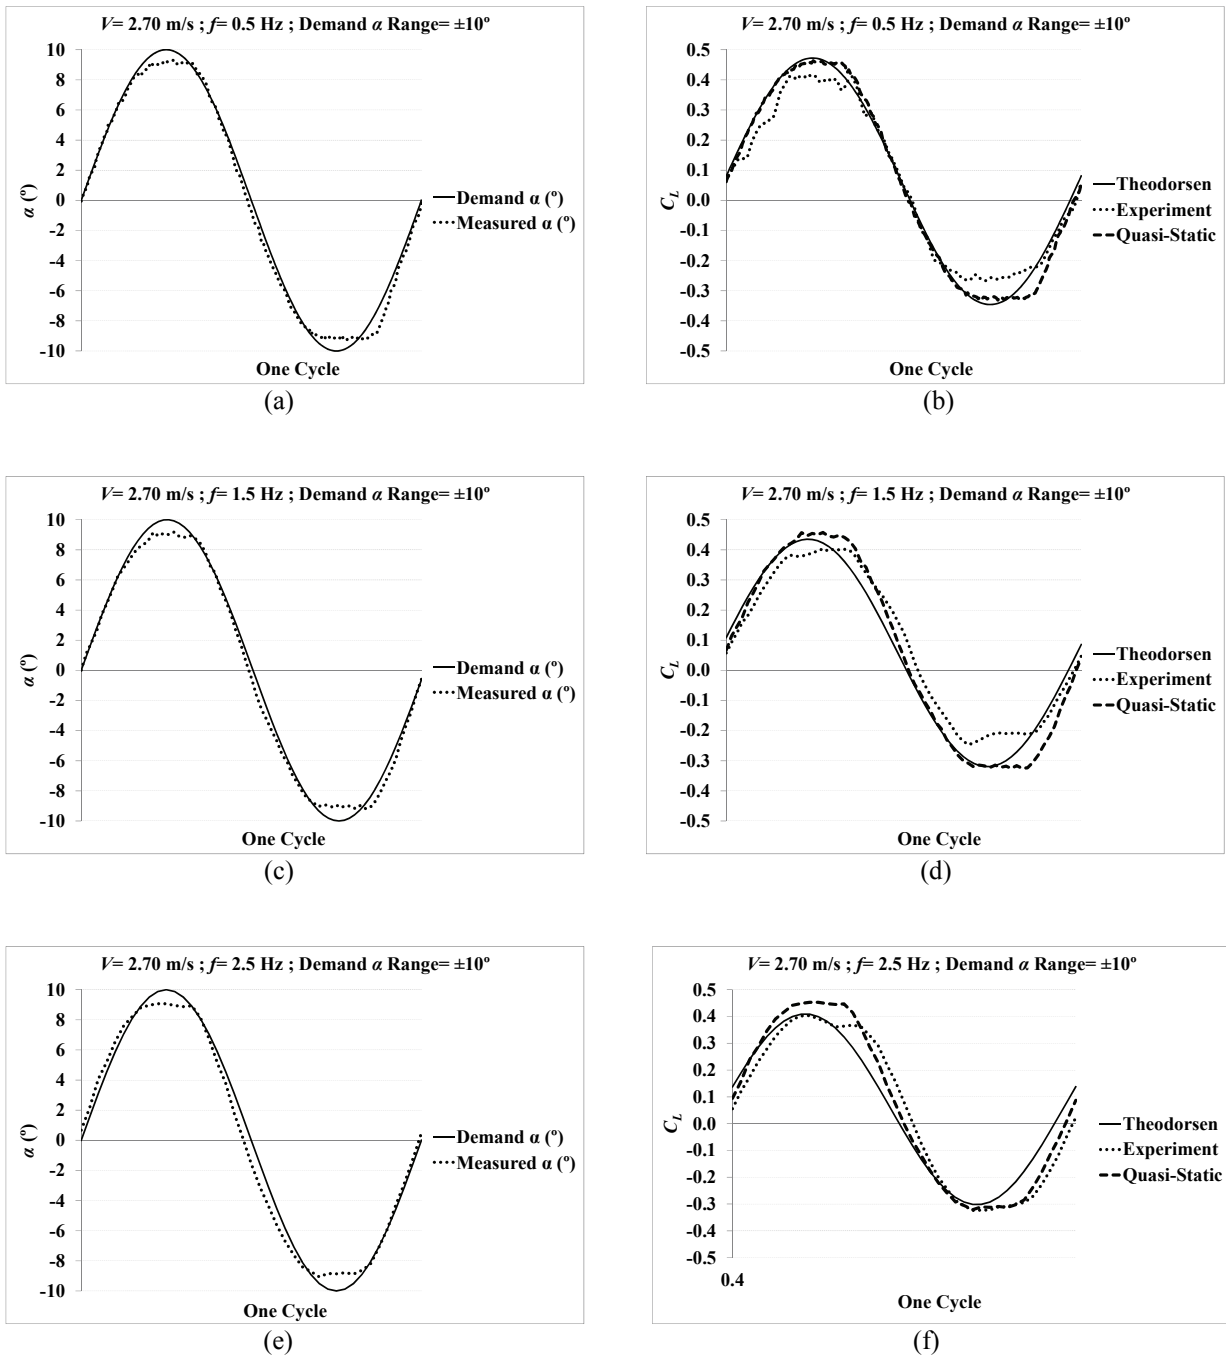 V= 2.70 m/s ; f= 0.5 Hz ; Demand α Range= ±10º
10
8
6
4
2
0
-2
-4
-6
-8
-10
α (º)
Demand α (º)
Measured α (º)
One Cycle
(a)
V= 2.70 m/s ; f= 0.5 Hz ; Demand α Range= ±10º
0.5
0.4
0.3
0.2
0.1
0.0
-0.1
-0.2
-0.3
-0.4
-0.5
CL
Theodorsen
Experiment
Quasi-Static
One Cycle
(b)
V= 2.70 m/s ; f= 1.5 Hz ; Demand α Range= ±10º
10
8
6
4
2
0
-2
-4
-6
-8
-10
α (º)
Demand α (º)
Measured α (º)
One Cycle
(c)
V= 2.70 m/s ; f= 1.5 Hz ; Demand α Range= ±10º
0.5
0.4
0.3
0.2
0.1
0.0
-0.1
-0.2
-0.3
-0.4
-0.5
CL
Theodorsen
Experiment
Quasi-Static
One Cycle
(d)
V= 2.70 m/s ; f= 2.5 Hz ; Demand α Range= ±10º
10
8
6
4
2
0
-2
-4
-6
-8
-10
α (º)
Demand α (º)
Measured α (º)
One Cycle
(e)
V= 2.70 m/s ; f= 2.5 Hz ; Demand α Range= ±10º
0.5
0.4
0.3
0.2
0.1
0.0
-0.1
-0.2
-0.3
-0.4
-0.5
CL
Theodorsen
Experiment
Quasi-Static
0.4
One Cycle
(f)